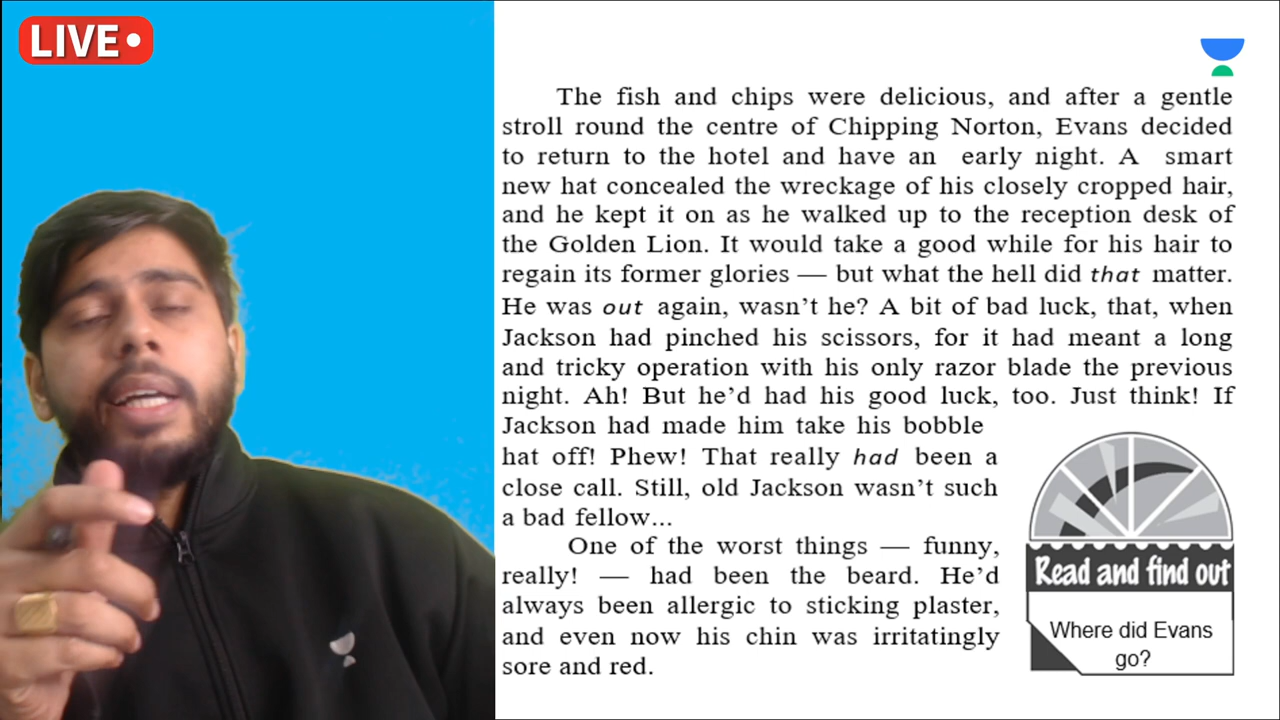 LIVE
The fish and chips were delicious, and after a gentle
stroll round the centre of Chipping Norton, Evans decided
to return to the hotel and have an early night. A smart
new hat concealed the wreckage of his closely cropped hair,
and he kept it on as he walked up to the reception desk of
the Golden Lion. It would take a good while for his hair to
regain its former glories — but what the hell did that matter.
He was out again, wasn't he? A bit of bad luck, that, when
Jackson had pinched his scissors, for it had meant a long
and tricky operation with his only razor blade the previous
night. Ah! But he'd had his good luck, too. Just think! If
Jackson had made him take his bobble
hat off! Phew! That really had been a
close call. Still, old Jackson wasn't such
a bad fellow...
One of the worst things — funny,
really! — had been the beard. He'd
always been allergic to sticking plaster,
and even now his chin was irritatingly
sore and red.
Read and find out
Where did Evans
go?